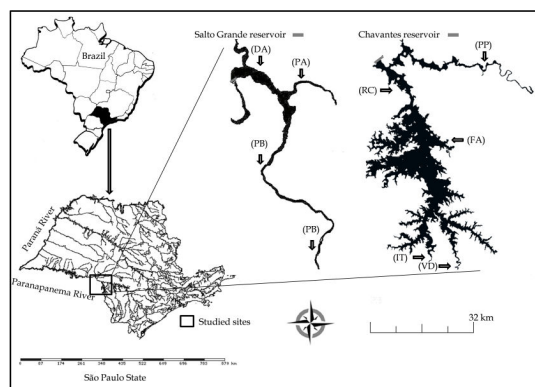 Salto Grande reservoir
Chavantes reservoir
Brazil
(DA)
(PA)
(PP)
(RC)
(PB)
(FA)
(PB)
(IT)
(VD)
Paraná River
Paranapanema River
Studied sites
32 km
São Paulo State